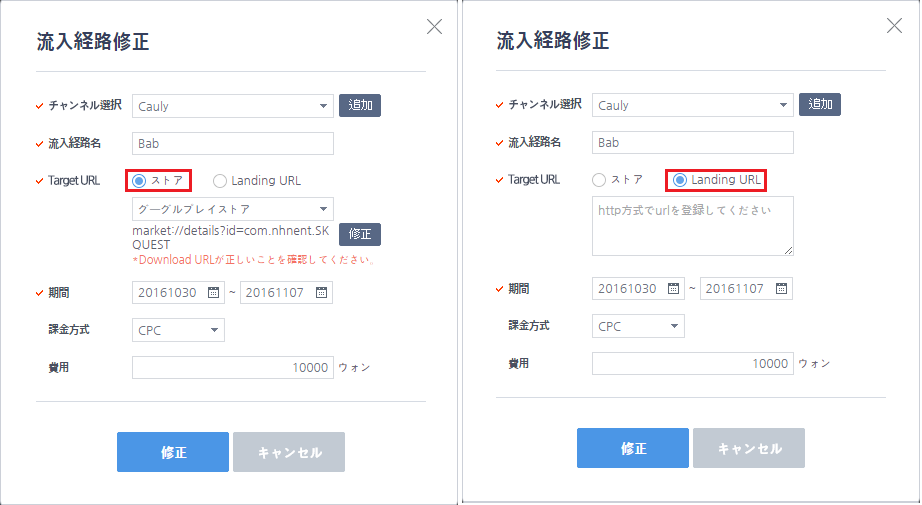 流入経路修正
チャンネル選択 Cauly 追加
流入経路名 Bab
Target URL ストア Landing URL
グーグルプレイストア
market://details?id=com.nhnent.SK
QUEST 修正
*Download URLが正しいことを確認してください。
期間 20161030 ~ 20161107
課金方式 CPC
費用 10000 ウォン
修正 キャンセル
流入経路修正
チャンネル選択 Cauly 追加
流入経路名 Bab
Target URL ストア Landing URL
http方式でurlを登録してください
期間 20161030 ~ 20161107
課金方式 CPC
費用 10000 ウォン
修正 キャンセル